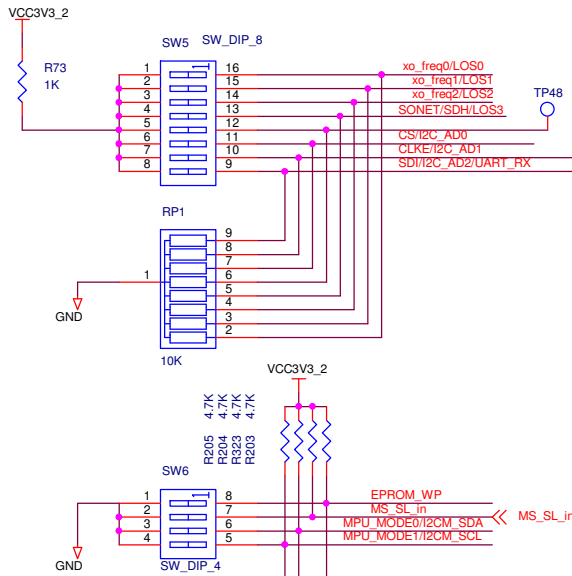 VCC3V3_2
R73
1K
SW5
SW_DIP_8
1
1 16
2 15
3 14
4 13
5 12
6 11
7 10
8 9
xo_freq0/LOS0
xo_freq1/LOS1
xo_freq2/LOS2
SONET/SDH/LOS3
TP48
CS/I2C_AD0
CLKE/I2C_AD1
SDI/I2C_AD2/UART_RX
RP1
9
8
7
1 6
5
4
3
2
GND
10K
VCC3V3_2
R205 4.7K
R204 4.7K
R323 4.7K
R203 4.7K
SW6
1
1 8
2 7
3 6
4 5
SW_DIP_4
GND
EPROM_WP
MS_SL_in
MS_SL_in
MPU_MODE0/I2CM_SDA
MPU_MODE1/I2CM_SCL